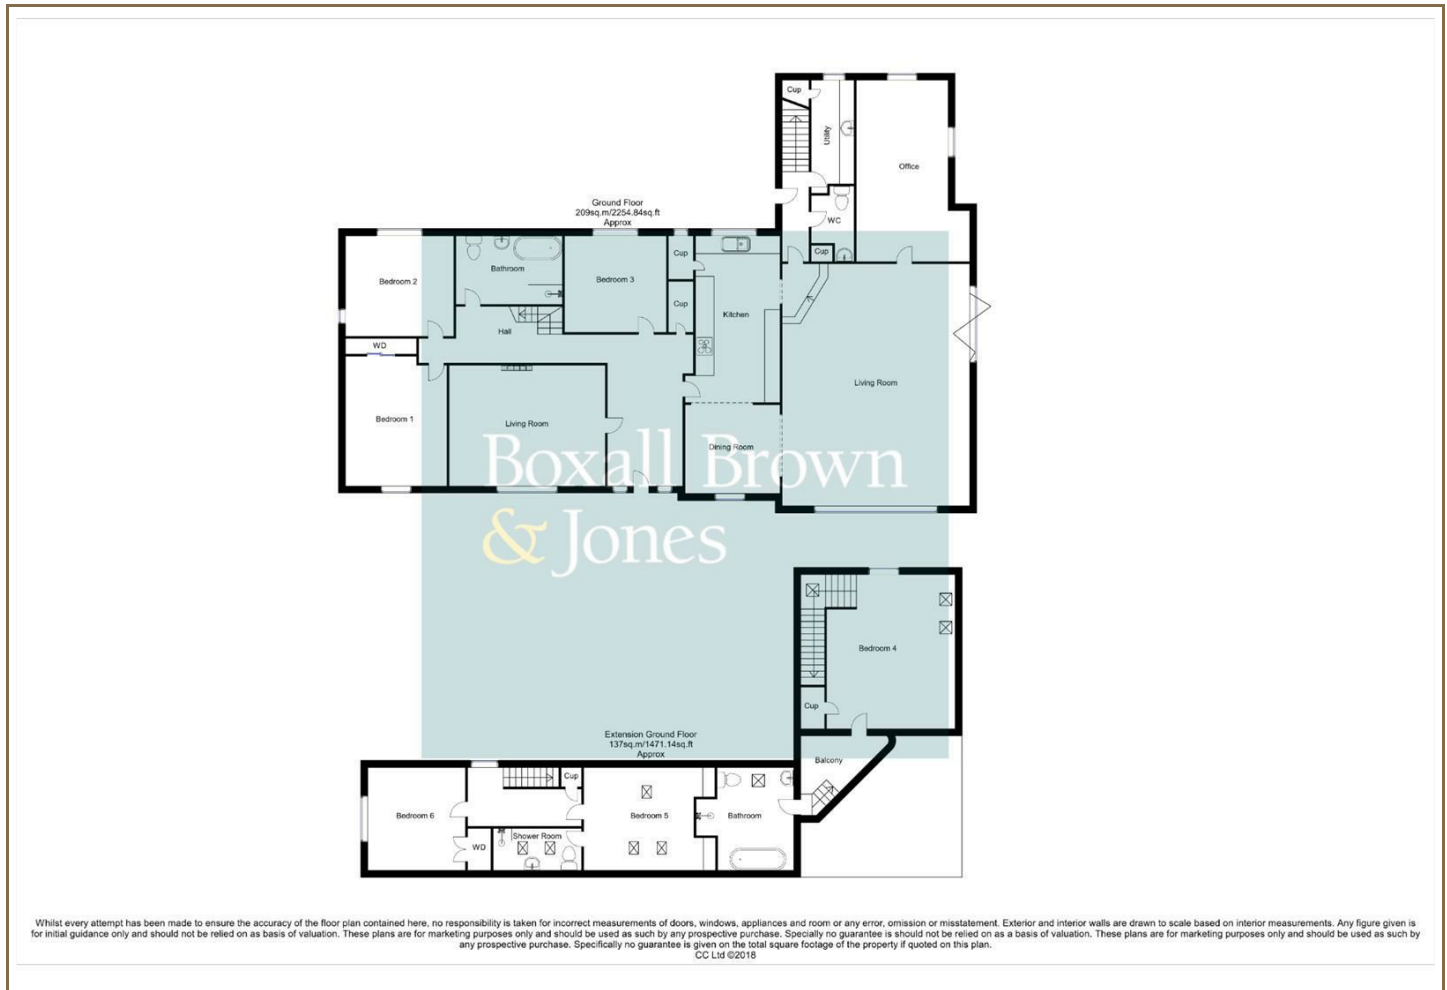 Cup
Utility
Office
WC
Cup
Ground Floor
209sq.m/2254.84sq.ft
Approx
Bedroom 2
Bathroom
Bedroom 3
Cup
Cup
Kitchen
Hall
WD
Living Room
Bedroom 1
Living Room
Dining Room
Boxall Brown
& Jones
Bedroom 4
Cup
Extension Ground Floor
137sq.m/1471.14sq.ft
Approx
Balcony
Cup
Bedroom 6
Bedroom 5
Bathroom
Shower Room
WD
Whilst every attempt has been made to ensure the accuracy of the floor plan contained here, no responsibility is taken for incorrect measurements of doors, windows, appliances and room or any error, omission or misstatement. Exterior and interior walls are drawn to scale based on interior measurements. Any figure given is
for initial guidance only and should not be relied on as basis of valuation. These plans are for marketing purposes only and should be used as such by any prospective purchase. Specially no guarantee is should not be relied on as a basis of valuation. These plans are for marketing purposes only and should be used as such by
any prospective purchase. Specifically no guarantee is given on the total square footage of the property if quoted on this plan.
CC Ltd ©2018